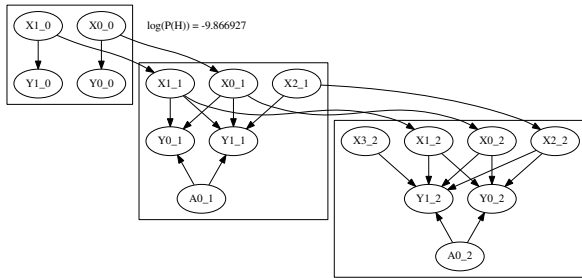 X1_0 X0_0 log(P(H)) = -9.866927
Y1_0 Y0_0
X1_1 X0_1 X2_1
Y0_1 Y1_1
A0_1
X3_2 X1_2 X0_2 X2_2
Y1_2 Y0_2
A0_2